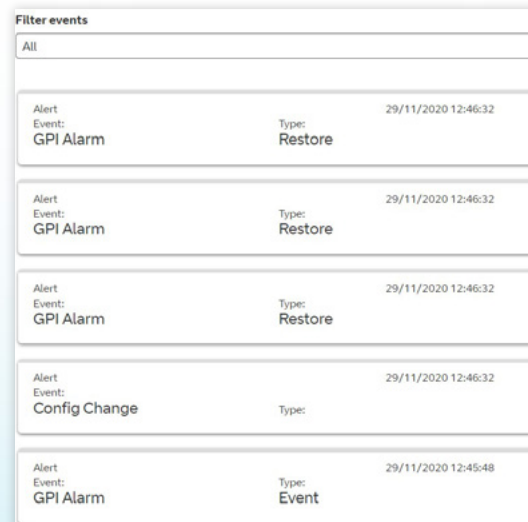 Filter events
All
Alert 29/11/2020 12:46:32
Event: Type:
GPI Alarm Restore
Alert 29/11/2020 12:46:32
Event: Type:
GPI Alarm Restore
Alert 29/11/2020 12:46:32
Event: Type:
GPI Alarm Restore
Alert 29/11/2020 12:46:32
Event:
Config Change Type:
Alert 29/11/2020 12:45:48
Event: Type:
GPI Alarm Event